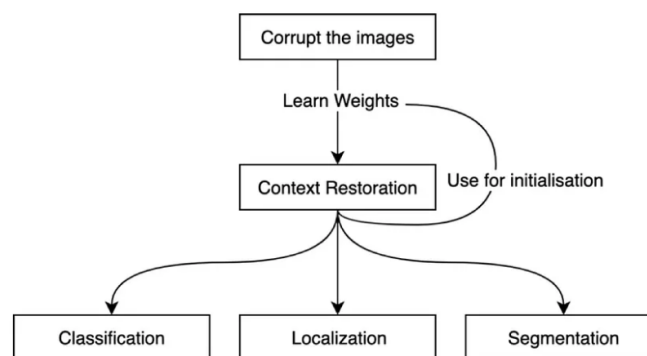 Corrupt the images
Learn Weights
Context Restoration
Use for initialisation
Classification
Localization
Segmentation